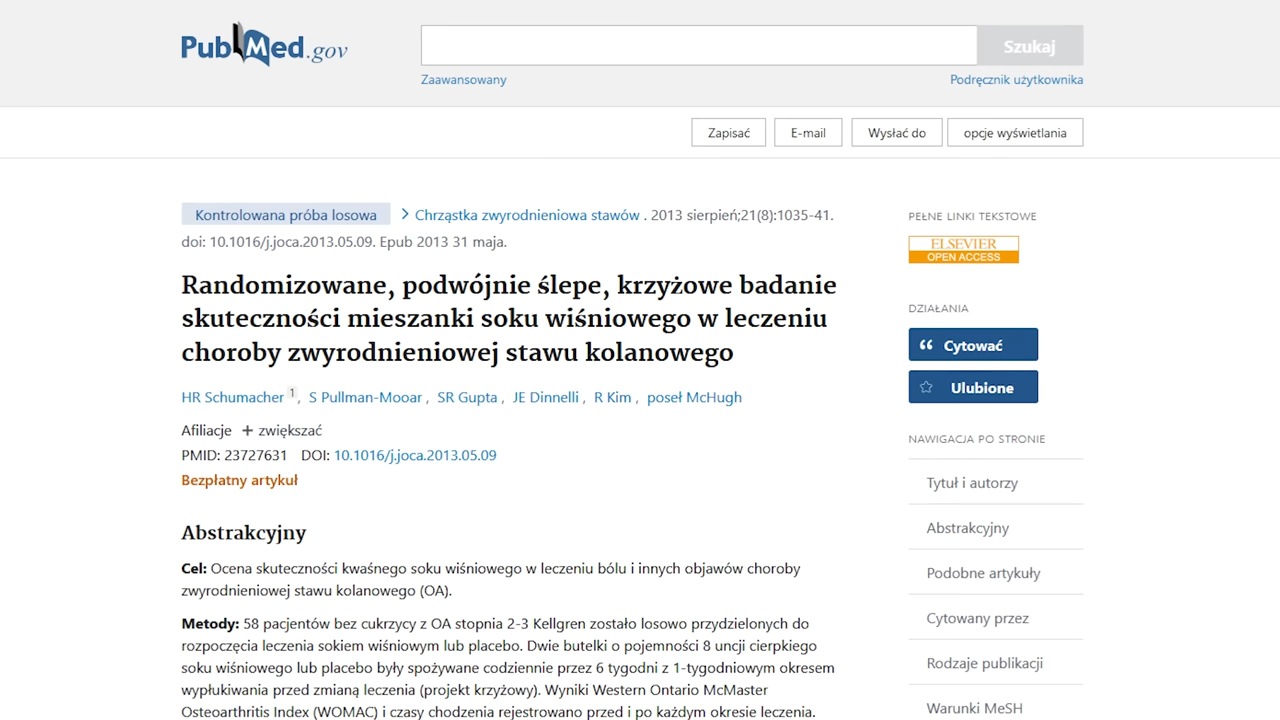 PubMed.gov
Szukaj
Zaawansowany
Podręcznik użytkownika
Zapisać
E-mail
Wysłać do
opcje wyświetlania
Kontrolowana próba losowa > Chrząstka zwyrodnieniowa stawów . 2013 sierpień;21(8):1035-41.
doi: 10.1016/j.joca.2013.05.09. Epub 2013 31 maja.
Randomizowane, podwójnie ślepe, krzyżowe badanie
skuteczności mieszanki soku wiśniowego w leczeniu
choroby zwyrodnieniowej stawu kolanowego
HR Schumacher 1, S Pullman-Mooar , SR Gupta , JE Dinnelli , R Kim , poseł McHugh
Afiliacje + zwiększać
PMID: 23727631 DOI: 10.1016/j.joca.2013.05.09
Bezpłatny artykuł
Abstrakcyjny
Cel: Ocena skuteczności kwaśnego soku wiśniowego w leczeniu bólu i innych objawów choroby
zwyrodnieniowej stawu kolanowego (OA).
Metody: 58 pacjentów bez cukrzycy z OA stopnia 2-3 Kellgren zostało losowo przydzielonych do
rozpoczęcia leczenia sokiem wiśniowym lub placebo. Dwie butelki o pojemności 8 uncji cierpkiego
soku wiśniowego lub placebo były spożywane codziennie przez 6 tygodni z 1-tygodniowym okresem
wypłukiwania przed zmianą leczenia (projekt krzyżowy). Wyniki Western Ontario McMaster
Osteoarthritis Index (WOMAC) i czasy chodzenia rejestrowano przed i po każdym okresie leczenia.
PEŁNE LINKI TEKSTOWE
ELSEVIER
OPEN ACCESS
DZIAŁANIA
Cytować
Ulubione
NAWIGACJA PO STRONIE
Tytuł i autorzy
Abstrakcyjny
Podobne artykuły
Cytowany przez
Rodzaje publikacji
Warunki MeSH